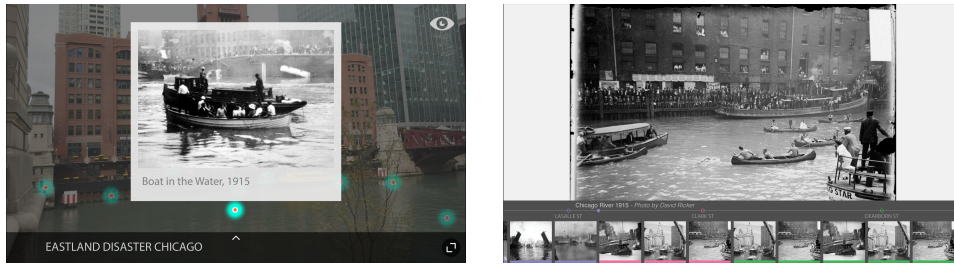 Boat in the Water, 1915
EASTLAND DISASTER CHICAGO
G STAR
Chicago River 1915 - Photo by David Ricker
LASALLE ST
CLARK ST
DEARBORN ST